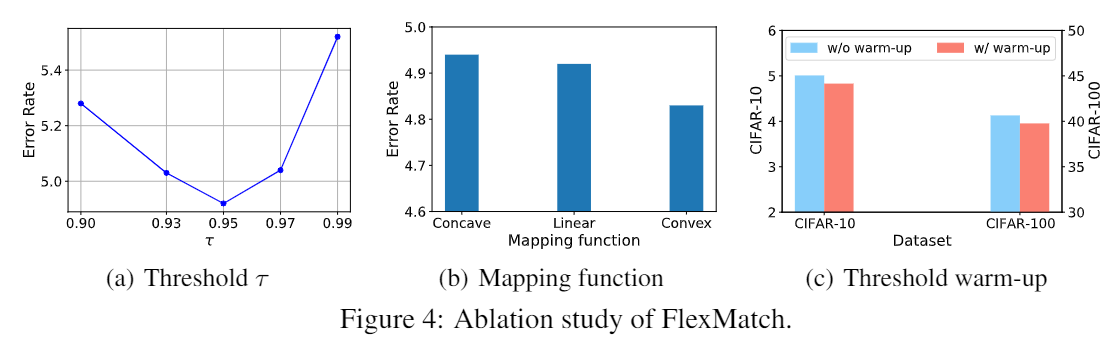 5.4
5.2
5.0
Error Rate
0.90 0.93 0.95 0.97 0.99
τ
(a) Threshold τ
5.0
4.9
4.8
4.7
4.6
Error Rate
Concave Linear Convex
Mapping function
(b) Mapping function
6
5
4
3
2
CIFAR-10
w/o warm-up w/ warm-up
50
45
40
35
30
CIFAR-100
CIFAR-10 CIFAR-100
Dataset
(c) Threshold warm-up
Figure 4: Ablation study of FlexMatch.